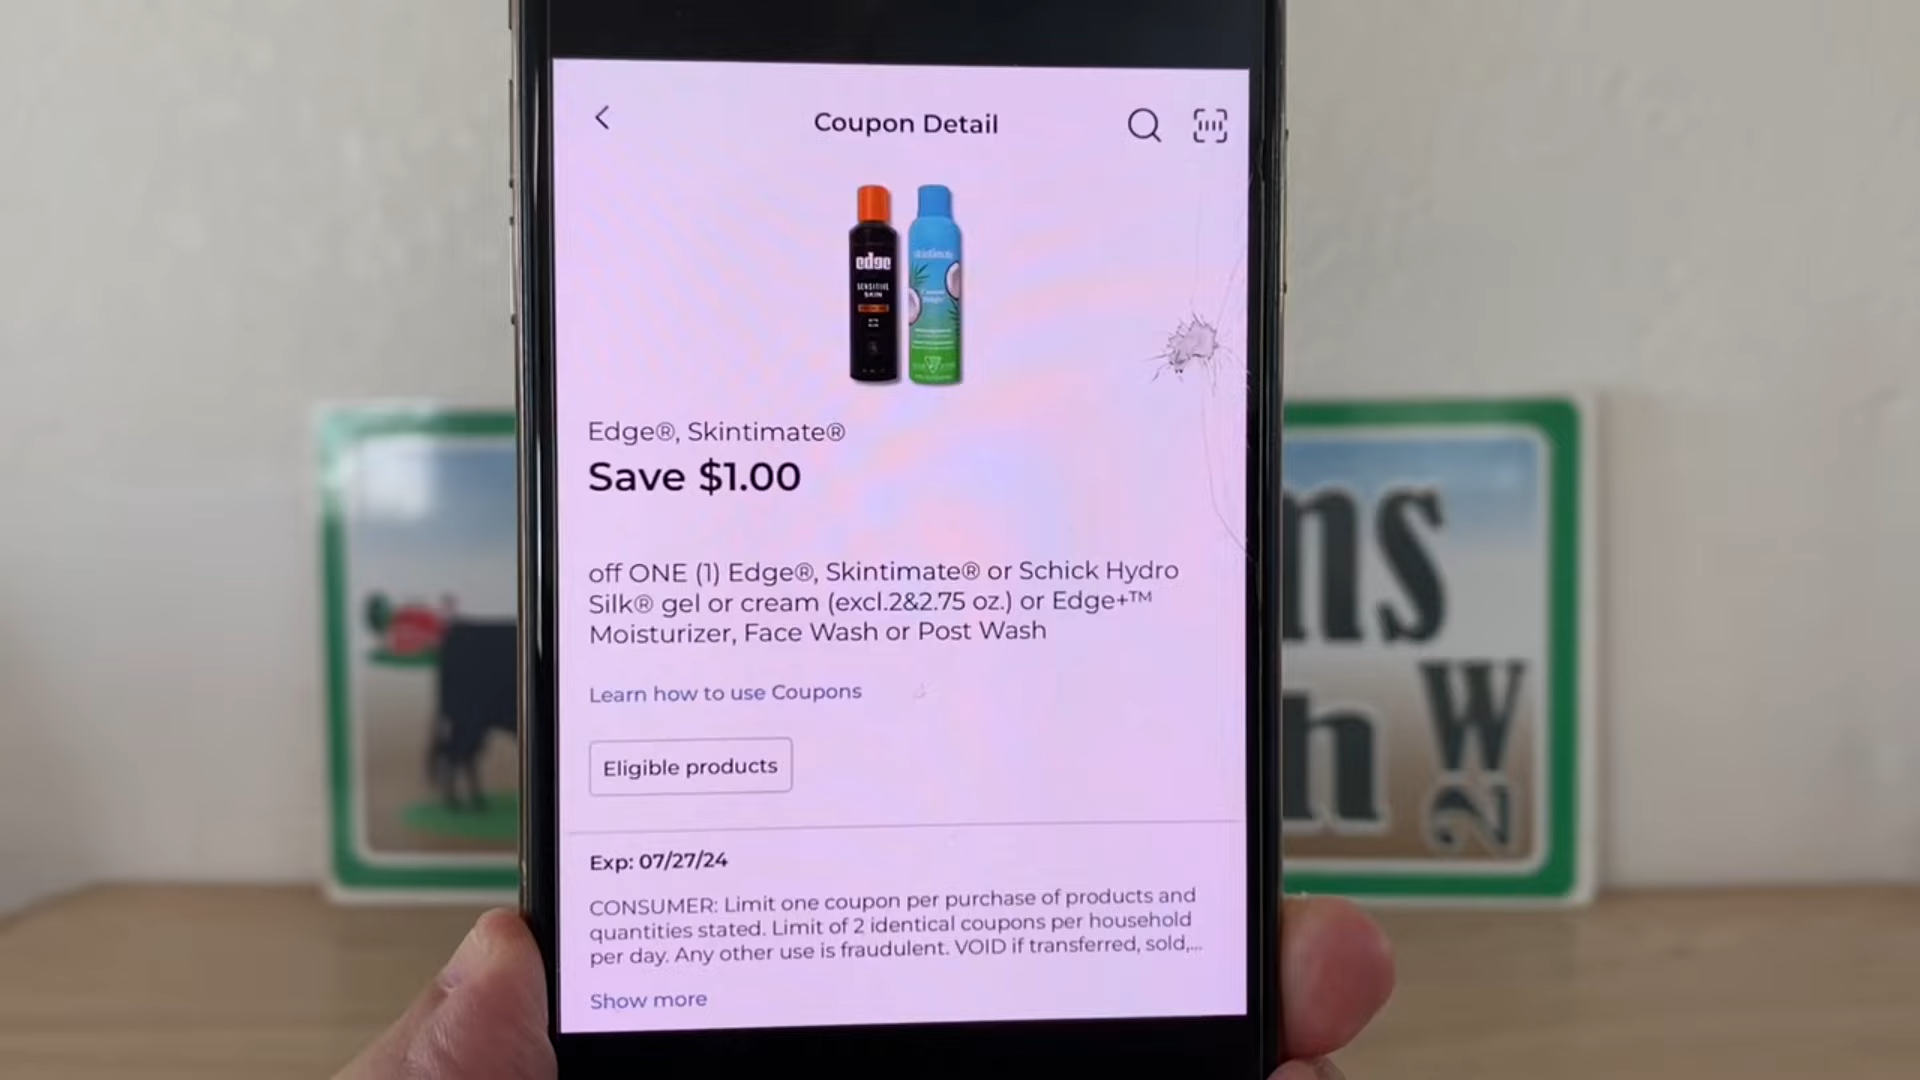 Coupon Detail
edge
SENSITIVE
SKIN
skintimate
Edge®, Skintimate®
Save $1.00
off ONE (1) Edge®, Skintimate® or Schick Hydro
Silk® gel or cream (excl.2&2.75 oz.) or Edge+™
Moisturizer, Face Wash or Post Wash
Learn how to use Coupons
Eligible products
Exp: 07/27/24
CONSUMER: Limit one coupon per purchase of products and
quantities stated. Limit of 2 identical coupons per household
per day. Any other use is fraudulent. VOID if transferred, sold,...
Show more
ms
h
W
N